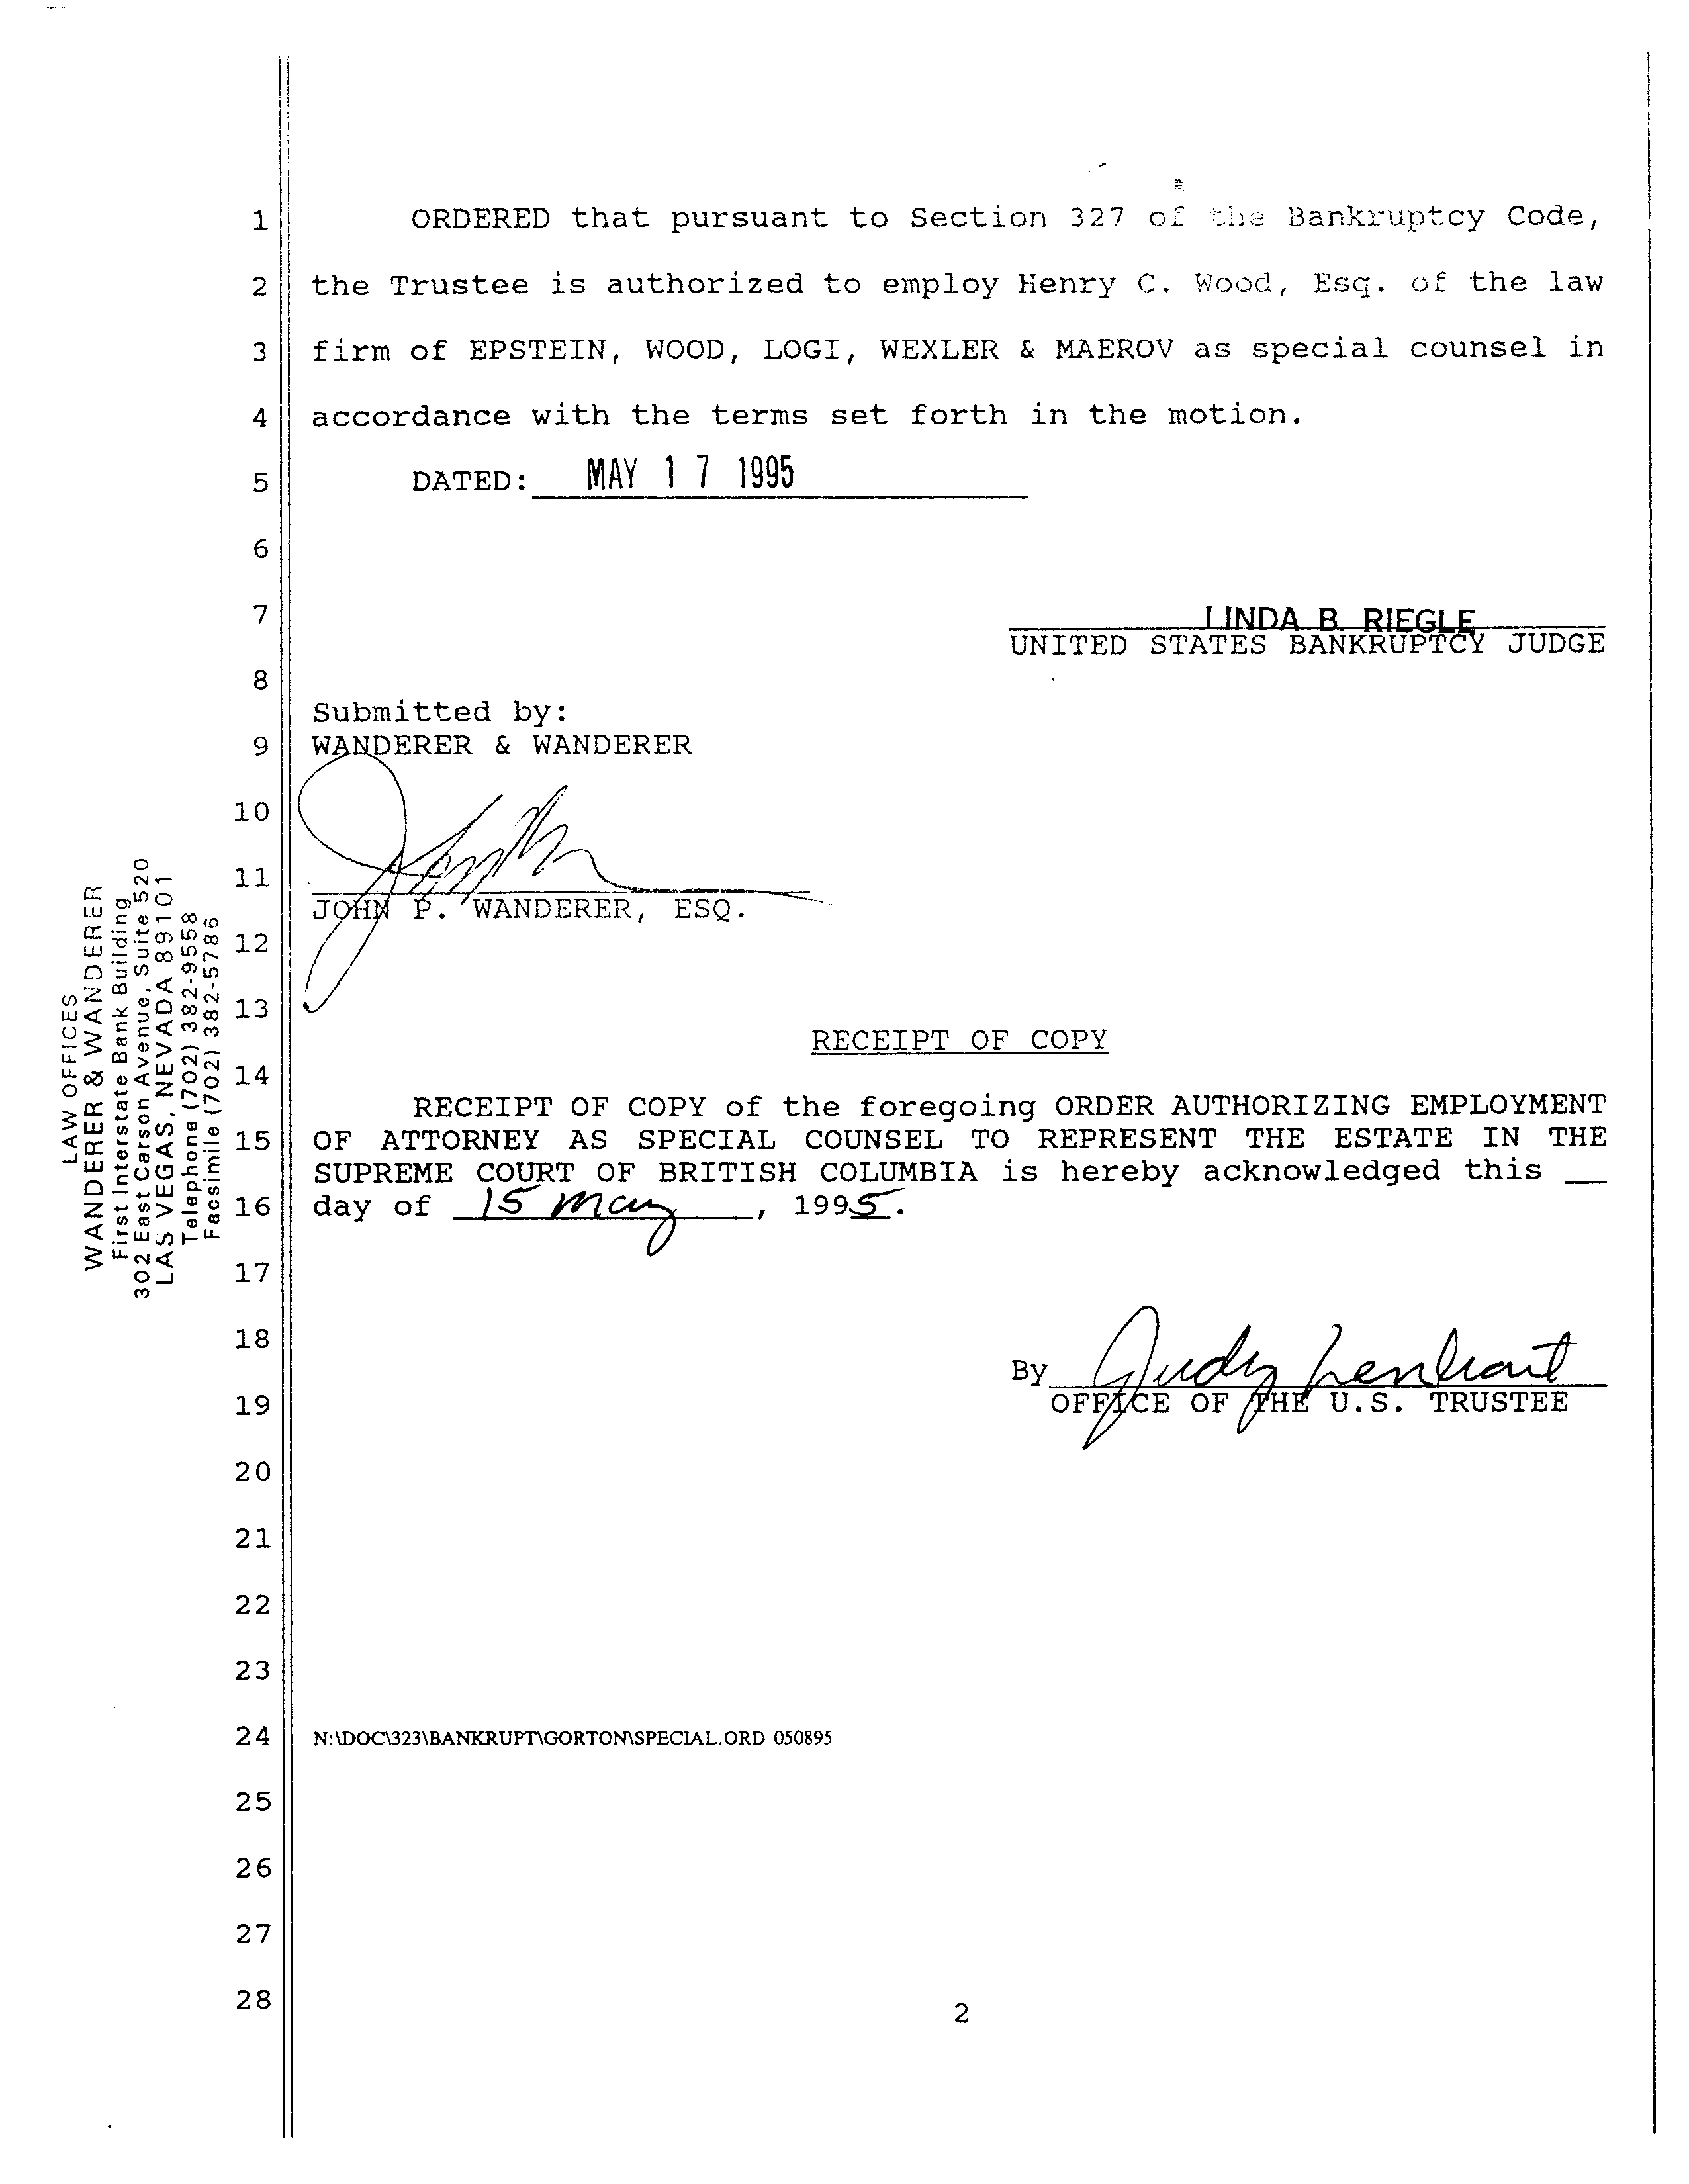 1 ORDERED that pursuant to Section 327 of the Bankruptcy Code,
2 the Trustee is authorized to employ Henry C. Wood, Esq. of the law
3 firm of EPSTEIN, WOOD, LOGI, WEXLER & MAEROV as special counsel in
4 accordance with the terms set forth in the motion.
5 DATED: MAY 17 1995
6
7 LINDA B. RIEGLE
UNITED STATES BANKRUPTCY JUDGE
8
Submitted by:
9 WANDERER & WANDERER
10
11
JOHN P. WANDERER, ESQ.
12
13
RECEIPT OF COPY
14
RECEIPT OF COPY of the foregoing ORDER AUTHORIZING EMPLOYMENT
15 OF ATTORNEY AS SPECIAL COUNSEL TO REPRESENT THE ESTATE IN THE
SUPREME COURT OF BRITISH COLUMBIA is hereby acknowledged this __
16 day of 15 May, 1995.
17
18
By Judy Lenhart
19 OFFICE OF THE U.S. TRUSTEE
20
21
22
23
24 N:\DOC\323\BANKRUPT\GORTON\SPECIAL.ORD 050895
25
26
27
28
2
LAW OFFICES
WANDERER & WANDERER
First Interstate Bank Building
302 East Carson Avenue, Suite 520
LAS VEGAS, NEVADA 89101
Telephone (702) 382-9558
Facsimile (702) 382-5786